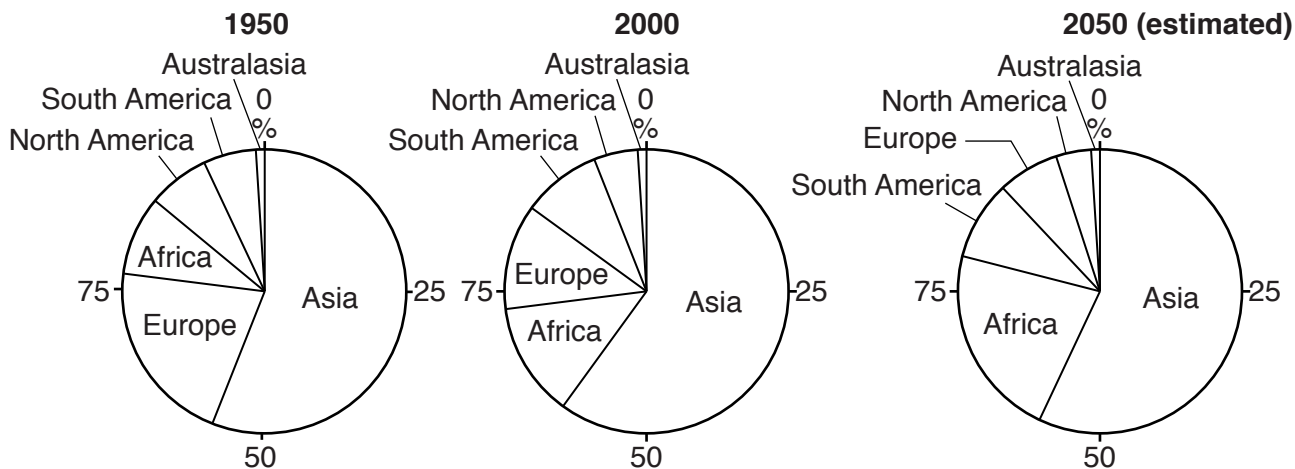 1950
Australasia
South America
0
%
North America
Africa
75
Asia
25
Europe
50
2000
Australasia
North America
0
%
South America
Europe
75
Asia
25
Africa
50
2050 (estimated)
Australasia
North America
0
%
Europe
South America
75
Asia
25
Africa
50